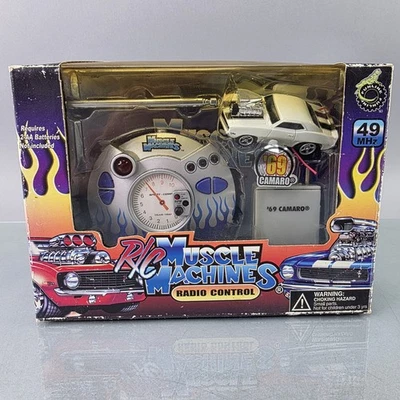 Requires
2 AA Batteries
Not included
MUSCLE
MACHINES
49
MHz
'69
CAMARO®
'69 CAMARO®
R/C MUSCLE
MACHINES®
RADIO CONTROL
WARNING:
CHOKING HAZARD
Small parts
Not for children under 3 yrs.